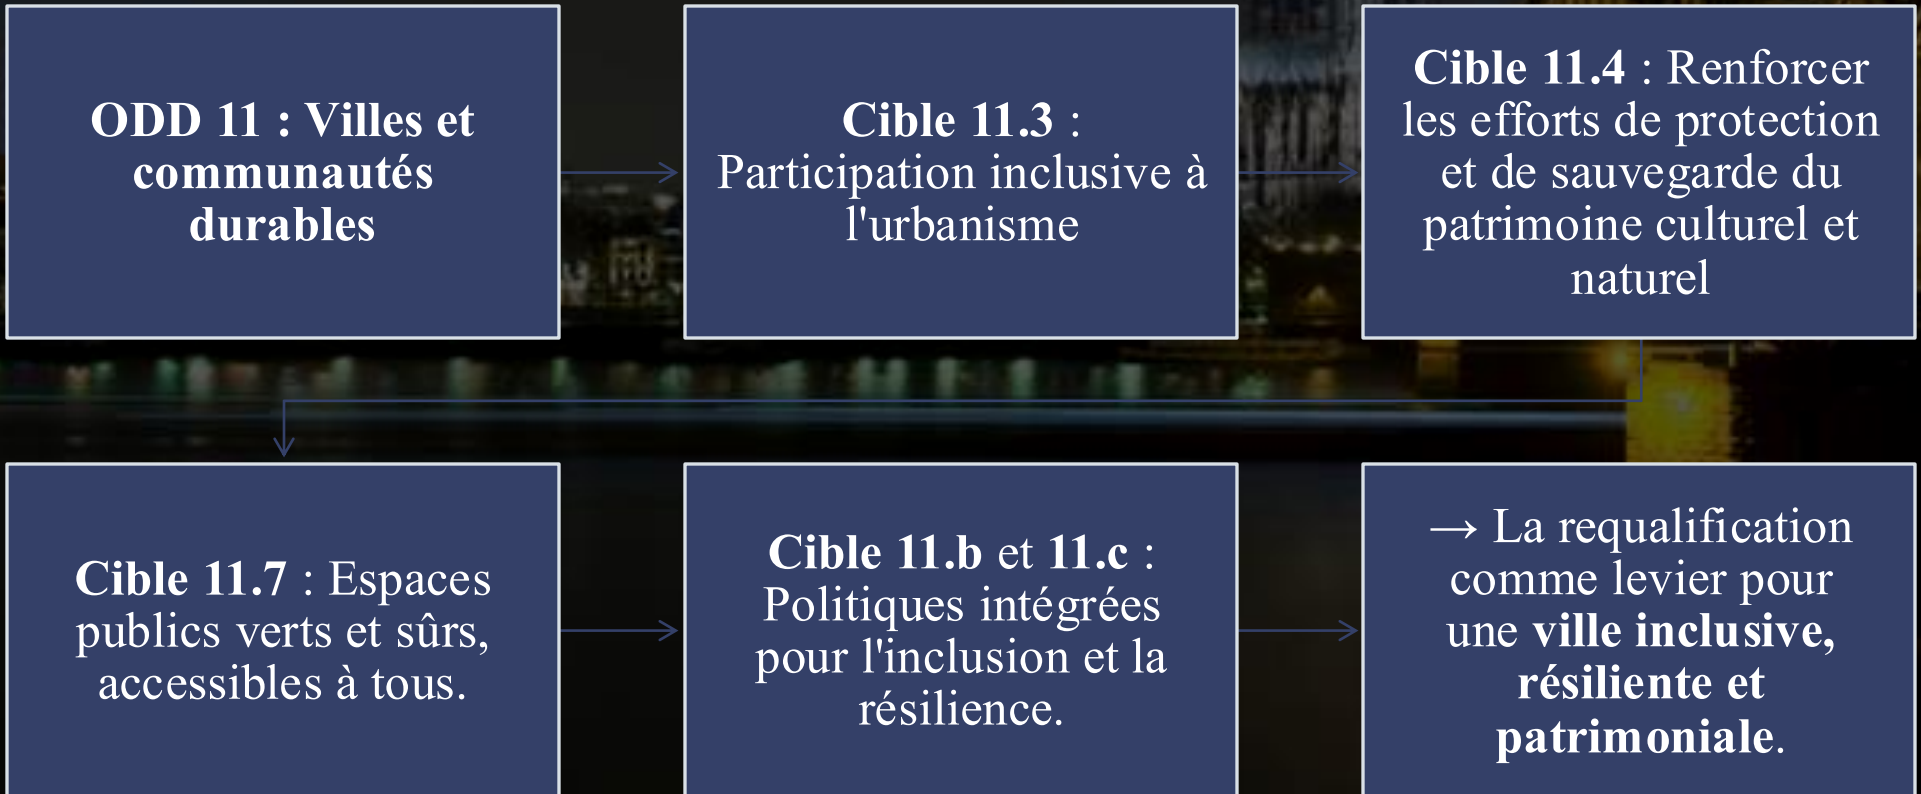 ODD 11 : Villes et
communautés
durables
Cible 11.3 :
Participation inclusive à
l'urbanisme
Cible 11.4 : Renforcer
les efforts de protection
et de sauvegarde du
patrimoine culturel et
naturel
Cible 11.7 : Espaces
publics verts et sûrs,
accessibles à tous.
Cible 11.b et 11.c :
Politiques intégrées
pour l'inclusion et la
résilience.
→ La requalification
comme levier pour
une ville inclusive,
résiliente et
patrimoniale.